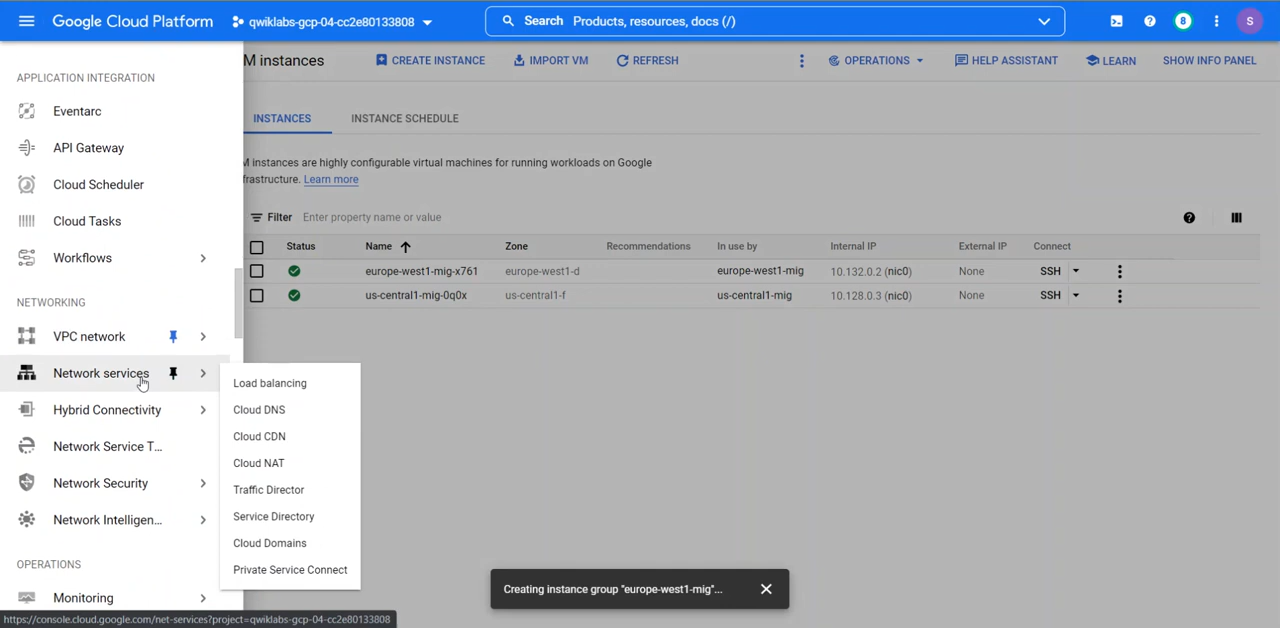 Google Cloud Platform
qwiklabs-gcp-04-cc2e80133808
Search Products, resources, docs (/)
8
S
APPLICATION INTEGRATION
Eventarc
API Gateway
Cloud Scheduler
Cloud Tasks
Workflows
NETWORKING
VPC network
Network services
Hybrid Connectivity
Network Service T...
Network Security
Network Intelligen...
OPERATIONS
Monitoring
Load balancing
Cloud DNS
Cloud CDN
Cloud NAT
Traffic Director
Service Directory
Cloud Domains
Private Service Connect
M instances
CREATE INSTANCE
IMPORT VM
REFRESH
OPERATIONS
HELP ASSISTANT
LEARN
SHOW INFO PANEL
INSTANCES
INSTANCE SCHEDULE
M instances are highly configurable virtual machines for running workloads on Google
frastructure. Learn more
Filter Enter property name or value
Status Name Zone Recommendations In use by Internal IP External IP Connect
europe-west1-mig-x761 europe-west1-d europe-west1-mig 10.132.0.2 (nic0) None SSH
us-central1-mig-0q0x us-central1-f us-central1-mig 10.128.0.3 (nic0) None SSH
Creating instance group "europe-west1-mig"...
https://console.cloud.google.com/net-services?project=qwiklabs-gcp-04-cc2e80133808